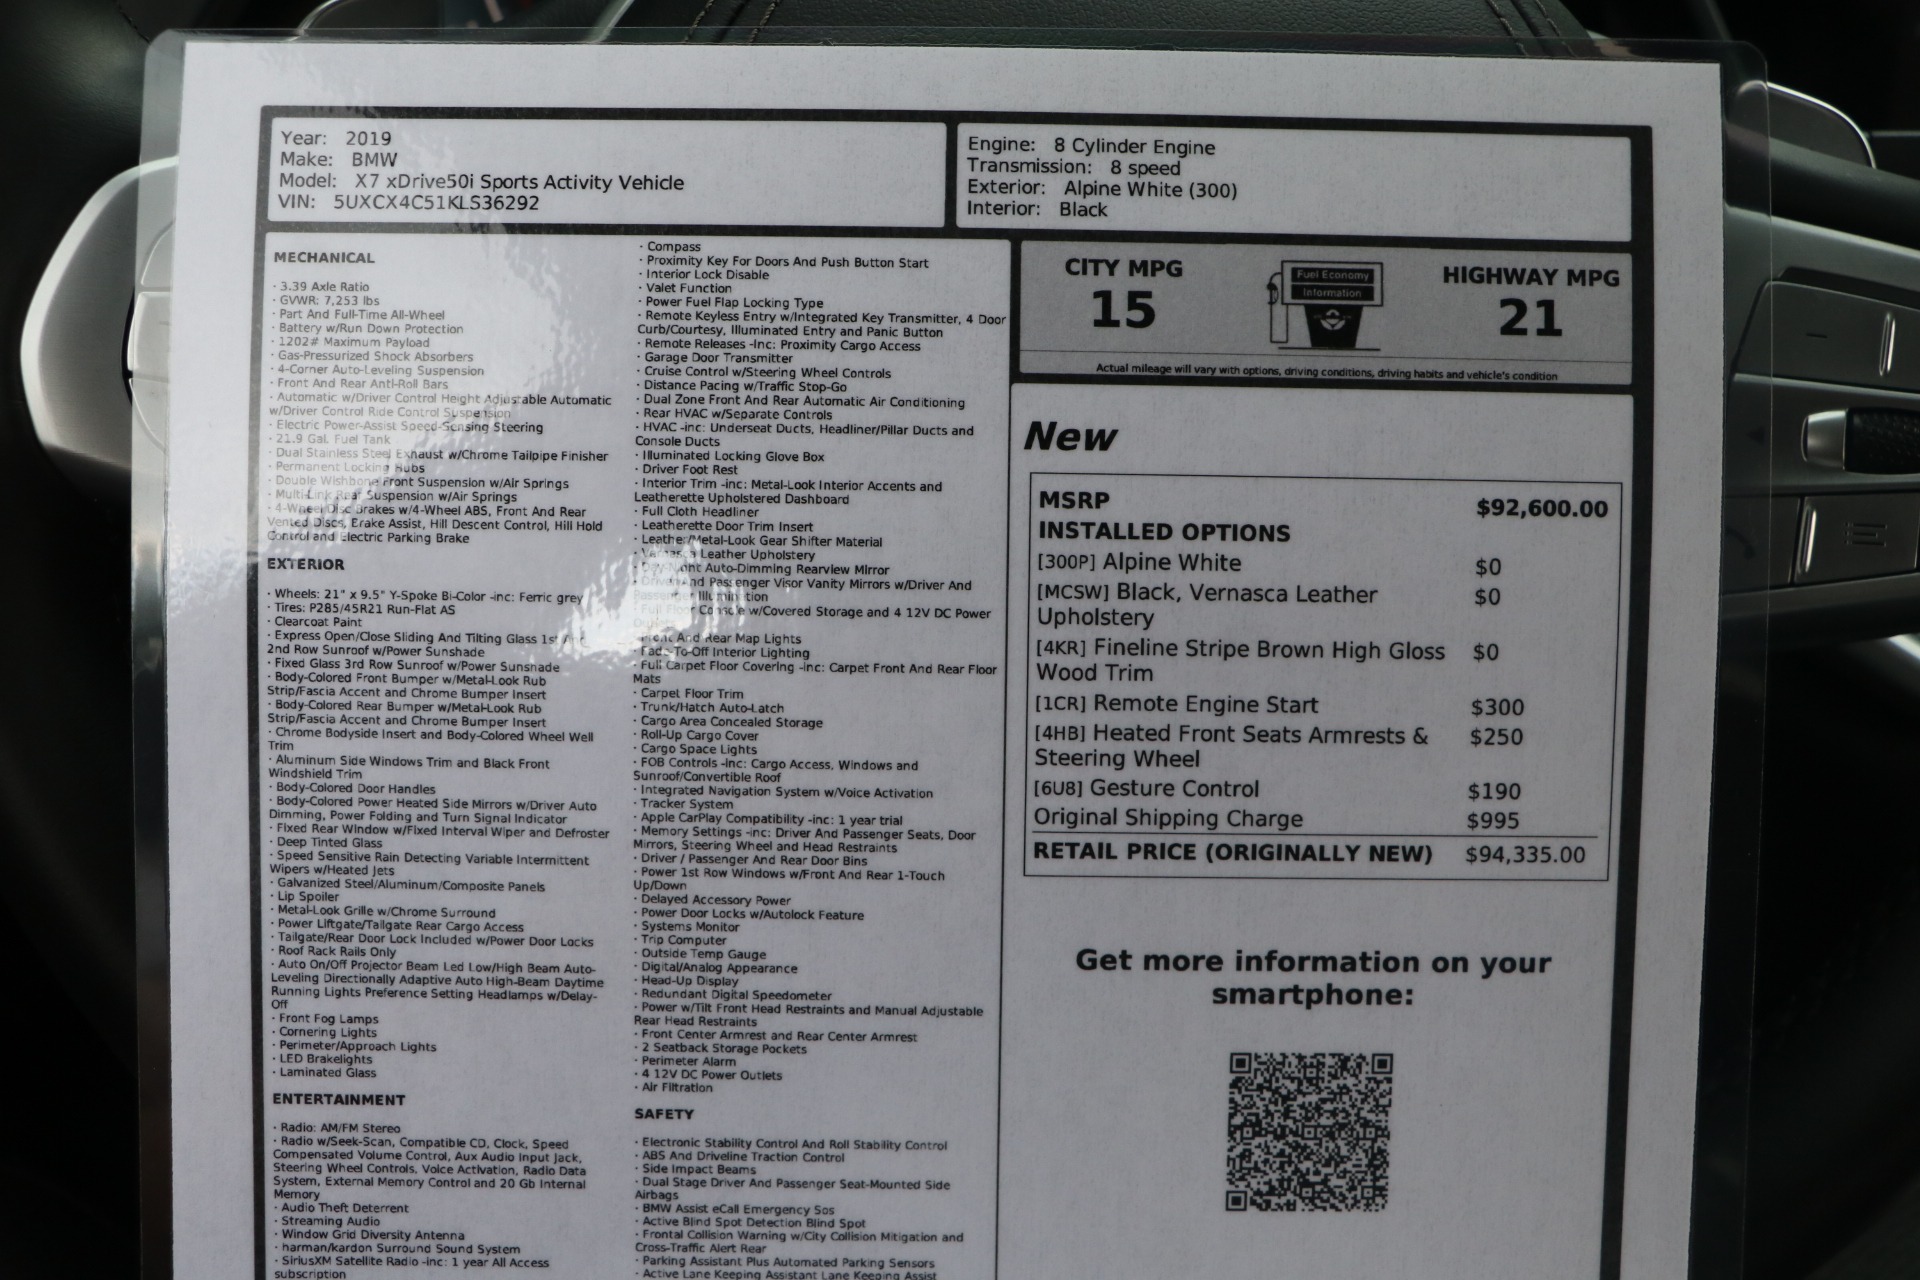 Year: 2019
Make: BMW
Model: X7 xDrive50i Sports Activity Vehicle
VIN: 5UXCX4C51KLS36292
Engine: 8 Cylinder Engine
Transmission: 8 speed
Exterior: Alpine White (300)
Interior: Black
MECHANICAL
· 3.39 Axle Ratio
· GVWR: 7,253 lbs
· Part And Full-Time All-Wheel
· Battery w/Run Down Protection
· 1202# Maximum Payload
· Gas-Pressurized Shock Absorbers
· 4-Corner Auto-Leveling Suspension
· Front And Rear Anti-Roll Bars
· Automatic w/Driver Control Height Adjustable Automatic
w/Driver Control Ride Control Suspension
· Electric Power-Assist Speed-Sensing Steering
· 21.9 Gal. Fuel Tank
· Dual Stainless Steel Exhaust w/Chrome Tailpipe Finisher
· Permanent Locking Hubs
· Double Wishbone Front Suspension w/Air Springs
· Multi-Link Rear Suspension w/Air Springs
· 4-Wheel Disc Brakes w/4-Wheel ABS, Front And Rear
Vented Discs, Brake Assist, Hill Descent Control, Hill Hold
Control and Electric Parking Brake
EXTERIOR
· Wheels: 21" x 9.5" Y-Spoke Bi-Color -inc: Ferric grey
· Tires: P285/45R21 Run-Flat AS
· Clearcoat Paint
· Express Open/Close Sliding And Tilting Glass 1st And
2nd Row Sunroof w/Power Sunshade
· Fixed Glass 3rd Row Sunroof w/Power Sunshade
· Body-Colored Front Bumper w/Metal-Look Rub
Strip/Fascia Accent and Chrome Bumper Insert
· Body-Colored Rear Bumper w/Metal-Look Rub
Strip/Fascia Accent and Chrome Bumper Insert
· Chrome Bodyside Insert and Body-Colored Wheel Well
Trim
· Aluminum Side Windows Trim and Black Front
Windshield Trim
· Body-Colored Door Handles
· Body-Colored Power Heated Side Mirrors w/Driver Auto
Dimming, Power Folding and Turn Signal Indicator
· Fixed Rear Window w/Fixed Interval Wiper and Defroster
· Deep Tinted Glass
· Speed Sensitive Rain Detecting Variable Intermittent
Wipers w/Heated Jets
· Galvanized Steel/Aluminum/Composite Panels
· Lip Spoiler
· Metal-Look Grille w/Chrome Surround
· Power Liftgate/Tailgate Rear Cargo Access
· Tailgate/Rear Door Lock Included w/Power Door Locks
· Roof Rack Rails Only
· Auto On/Off Projector Beam Led Low/High Beam Auto-
Leveling Directionally Adaptive Auto High-Beam Daytime
Running Lights Preference Setting Headlamps w/Delay-
Off
· Front Fog Lamps
· Cornering Lights
· Perimeter/Approach Lights
· LED Brakelights
· Laminated Glass
ENTERTAINMENT
· Radio: AM/FM Stereo
· Radio w/Seek-Scan, Compatible CD, Clock, Speed
Compensated Volume Control, Aux Audio Input Jack,
Steering Wheel Controls, Voice Activation, Radio Data
System, External Memory Control and 20 Gb Internal
Memory
· Audio Theft Deterrent
· Streaming Audio
· Window Grid Diversity Antenna
· harman/kardon Surround Sound System
· SiriusXM Satellite Radio -inc: 1 year All Access
subscription
· Compass
· Proximity Key For Doors And Push Button Start
· Interior Lock Disable
· Valet Function
· Power Fuel Flap Locking Type
· Remote Keyless Entry w/Integrated Key Transmitter, 4 Door
Curb/Courtesy, Illuminated Entry and Panic Button
· Remote Releases -Inc: Proximity Cargo Access
· Garage Door Transmitter
· Cruise Control w/Steering Wheel Controls
· Distance Pacing w/Traffic Stop-Go
· Dual Zone Front And Rear Automatic Air Conditioning
· Rear HVAC w/Separate Controls
· HVAC -inc: Underseat Ducts, Headliner/Pillar Ducts and
Console Ducts
· Illuminated Locking Glove Box
· Driver Foot Rest
· Interior Trim -inc: Metal-Look Interior Accents and
Leatherette Upholstered Dashboard
· Full Cloth Headliner
· Leatherette Door Trim Insert
· Leather/Metal-Look Gear Shifter Material
· Vernasca Leather Upholstery
· Day-Night Auto-Dimming Rearview Mirror
· Driver And Passenger Visor Vanity Mirrors w/Driver And
Passenger Illumination
· Full Floor Console w/Covered Storage and 4 12V DC Power
Outlets
· Front And Rear Map Lights
· Fade-To-Off Interior Lighting
· Full Carpet Floor Covering -inc: Carpet Front And Rear Floor
Mats
· Carpet Floor Trim
· Trunk/Hatch Auto-Latch
· Cargo Area Concealed Storage
· Roll-Up Cargo Cover
· Cargo Space Lights
· FOB Controls -Inc: Cargo Access, Windows and
Sunroof/Convertible Roof
· Integrated Navigation System w/Voice Activation
· Tracker System
· Apple CarPlay Compatibility -inc: 1 year trial
· Memory Settings -inc: Driver And Passenger Seats, Door
Mirrors, Steering Wheel and Head Restraints
· Driver / Passenger And Rear Door Bins
· Power 1st Row Windows w/Front And Rear 1-Touch
Up/Down
· Delayed Accessory Power
· Power Door Locks w/Autolock Feature
· Systems Monitor
· Trip Computer
· Outside Temp Gauge
· Digital/Analog Appearance
· Head-Up Display
· Redundant Digital Speedometer
· Power w/Tilt Front Head Restraints and Manual Adjustable
Rear Head Restraints
· Front Center Armrest and Rear Center Armrest
· 2 Seatback Storage Pockets
· Perimeter Alarm
· 4 12V DC Power Outlets
· Air Filtration
SAFETY
· Electronic Stability Control And Roll Stability Control
· ABS And Driveline Traction Control
· Side Impact Beams
· Dual Stage Driver And Passenger Seat-Mounted Side
Airbags
· BMW Assist eCall Emergency Sos
· Active Blind Spot Detection Blind Spot
· Frontal Collision Warning w/City Collision Mitigation and
Cross-Traffic Alert Rear
· Parking Assistant Plus Automated Parking Sensors
· Active Lane Keeping Assistant Lane Keeping Assist
CITY MPG
15
Fuel Economy
Information
HIGHWAY MPG
21
Actual mileage will vary with options, driving conditions, driving habits and vehicle's condition
New
MSRP $92,600.00
INSTALLED OPTIONS
[300P] Alpine White $0
[MCSW] Black, Vernasca Leather $0
Upholstery
[4KR] Fineline Stripe Brown High Gloss $0
Wood Trim
[1CR] Remote Engine Start $300
[4HB] Heated Front Seats Armrests & $250
Steering Wheel
[6U8] Gesture Control $190
Original Shipping Charge $995
RETAIL PRICE (ORIGINALLY NEW) $94,335.00
Get more information on your
smartphone: